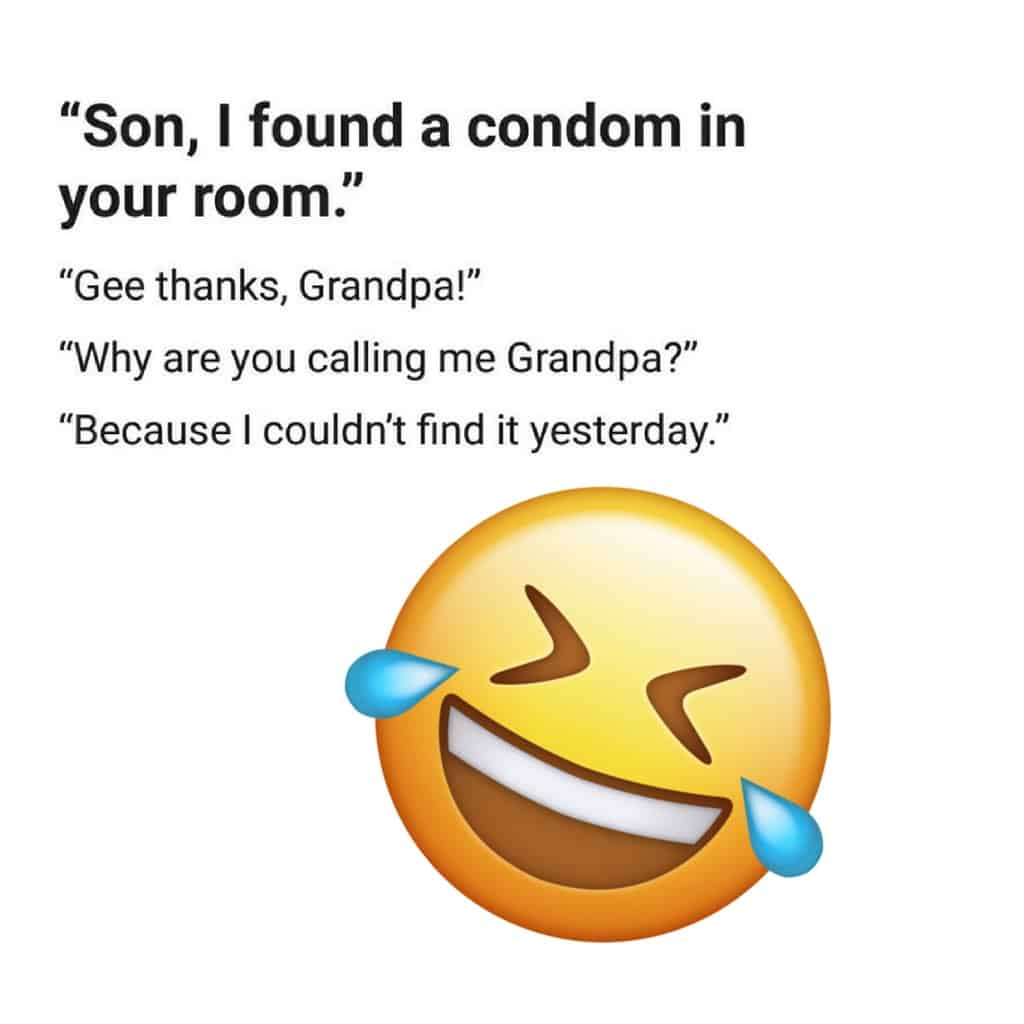 “Son, I found a condom in
your room.”
“Gee thanks, Grandpa!”
“Why are you calling me Grandpa?”
“Because I couldn’t find it yesterday.”